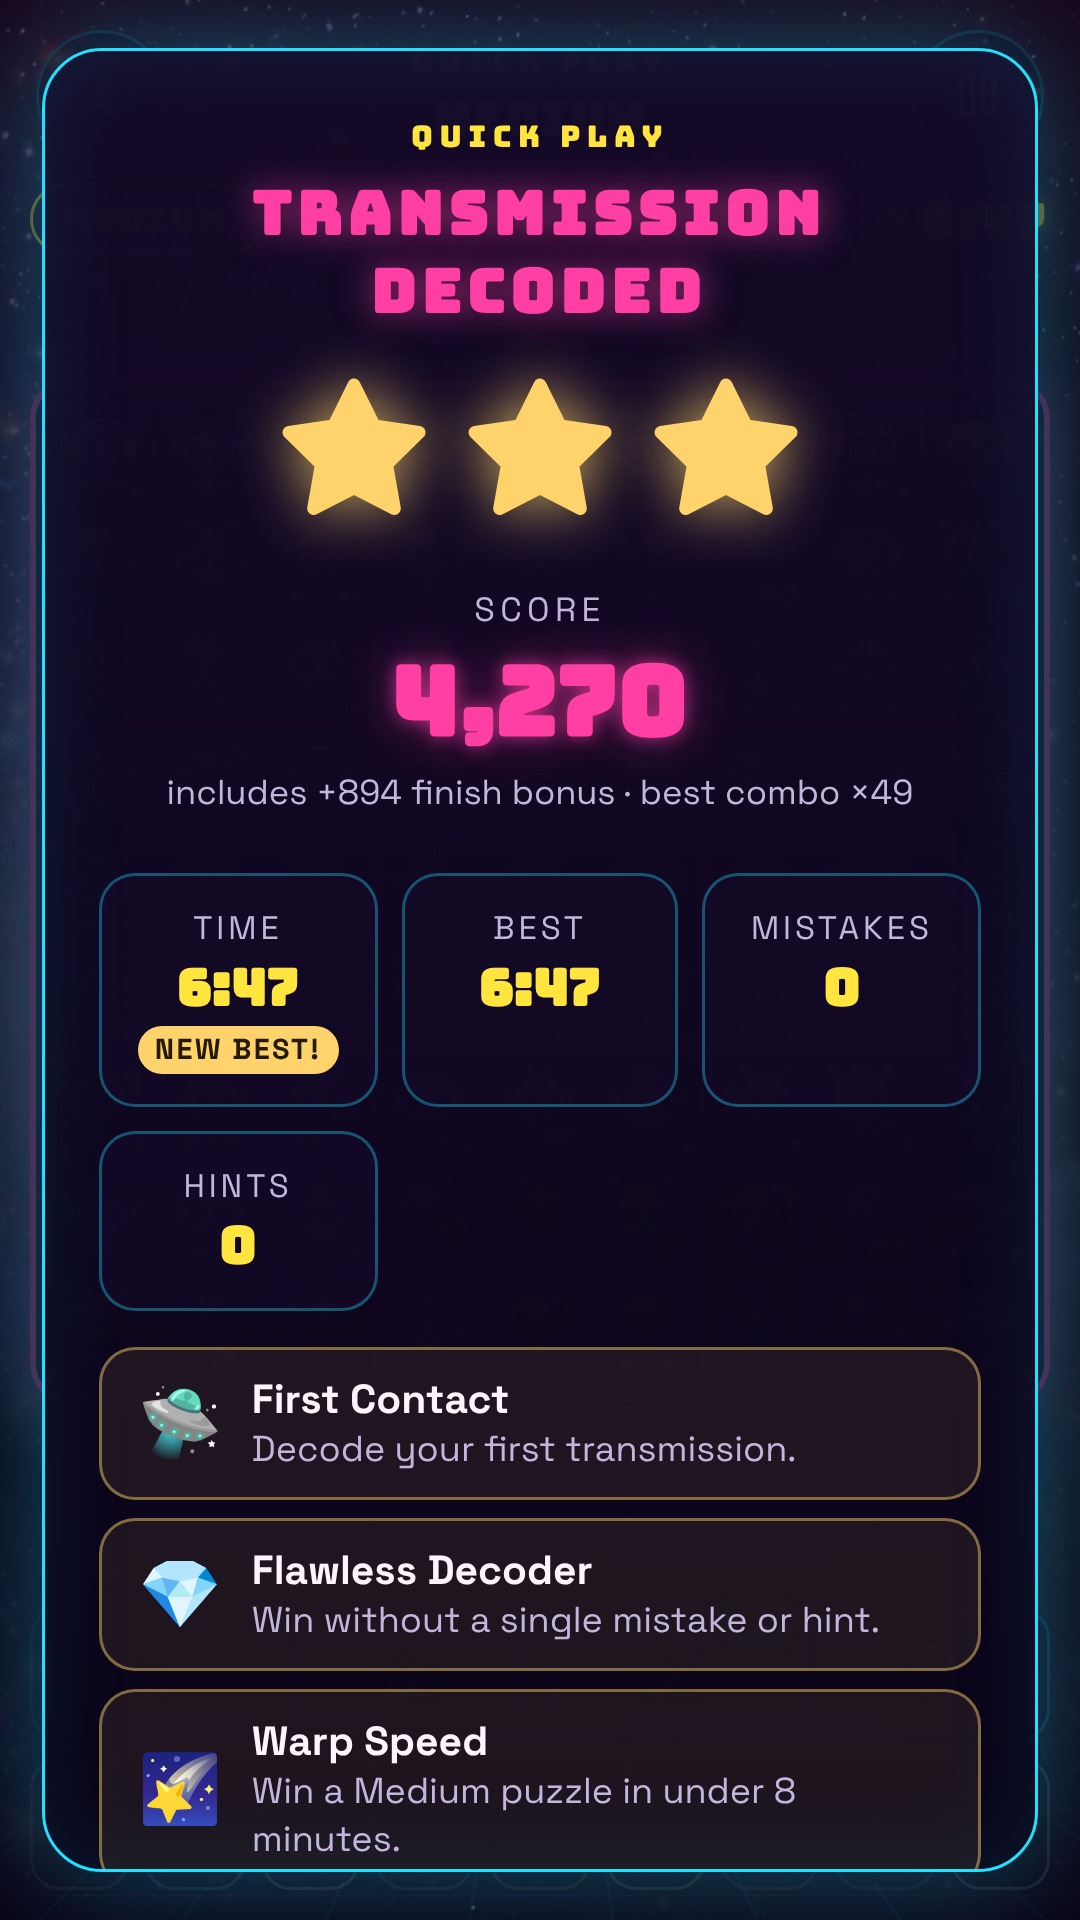 QUICK PLAY
TRANSMISSION
DECODED
SCORE
4,270
includes +894 finish bonus · best combo ×49
TIME
6:47
NEW BEST!
BEST
6:47
MISTAKES
0
HINTS
0
First Contact
Decode your first transmission.
Flawless Decoder
Win without a single mistake or hint.
Warp Speed
Win a Medium puzzle in under 8
minutes.